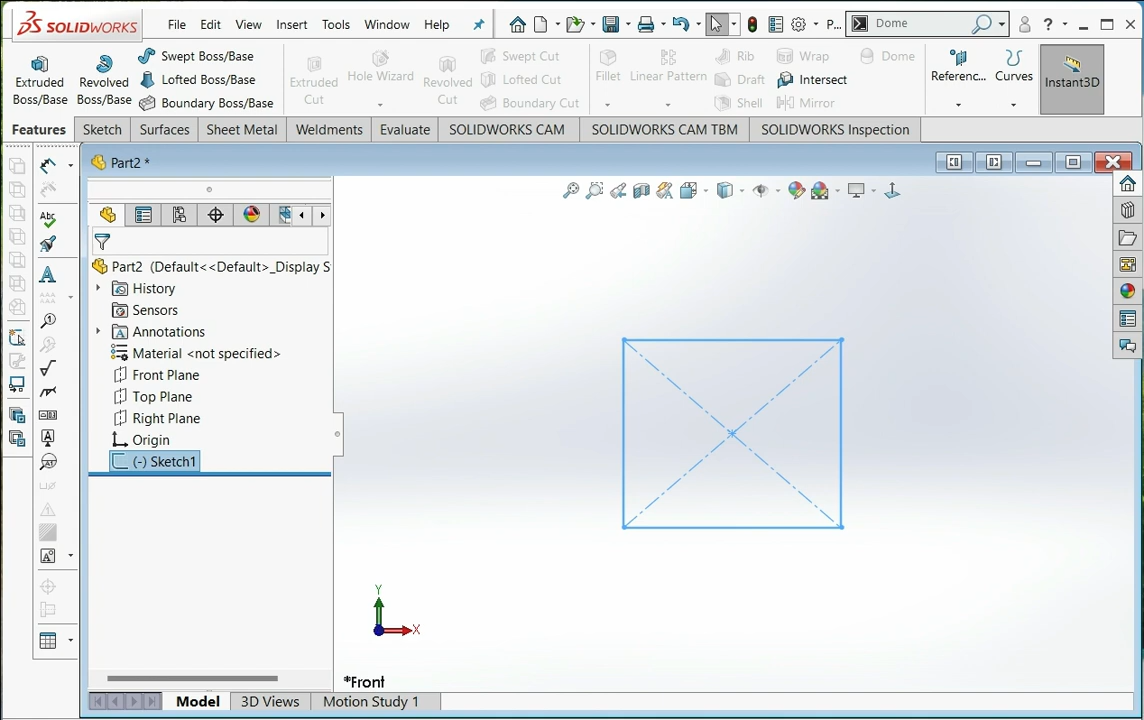 SOLIDWORKS File Edit View Insert Tools Window Help P... Dome ?
Extruded Boss/Base
Revolved Boss/Base
Swept Boss/Base
Lofted Boss/Base
Boundary Boss/Base
Extruded Cut
Hole Wizard
Revolved Cut
Swept Cut
Lofted Cut
Boundary Cut
Fillet
Linear Pattern
Rib
Draft
Shell
Wrap
Intersect
Mirror
Dome
Referenc...
Curves
Instant3D
Features Sketch Surfaces Sheet Metal Weldments Evaluate SOLIDWORKS CAM SOLIDWORKS CAM TBM SOLIDWORKS Inspection
Part2 *
Abc
Part2 (Default<<Default>_Display S
History
Sensors
Annotations
Material <not specified>
Front Plane
Top Plane
Right Plane
Origin
(-) Sketch1
Y
X
*Front
Model 3D Views Motion Study 1